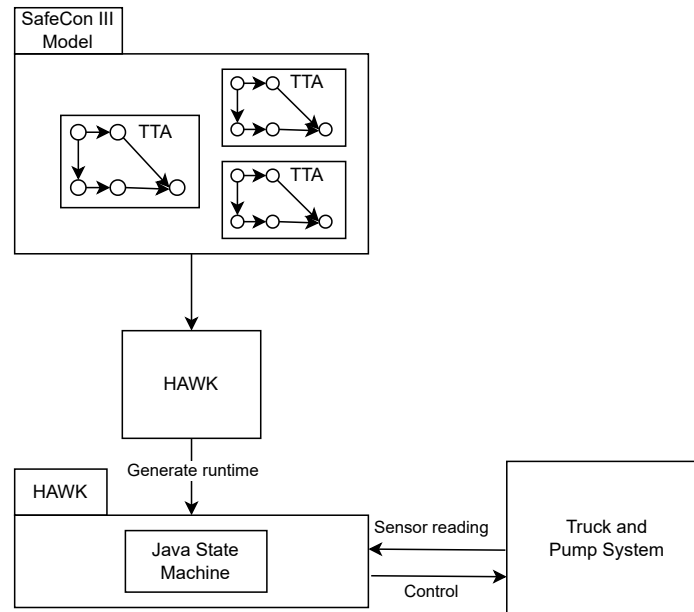 SafeCon III
Model
TTA
TTA
TTA
HAWK
Generate runtime
HAWK
Java State
Machine
Sensor reading
Control
Truck and
Pump System